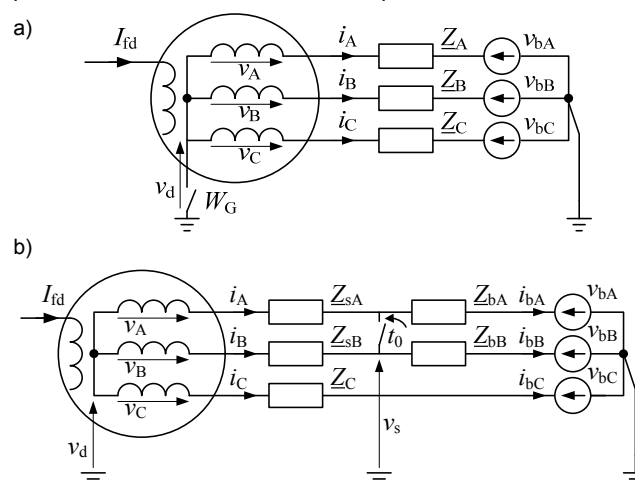 a)
I_fd
i_A Z_A v_bA
v_A
i_B Z_B v_bB
v_B
i_C Z_C v_bC
v_C
v_d
W_G
b)
I_fd
i_A Z_sA Z_bA i_bA v_bA
v_A
i_B Z_sB t_0 Z_bB i_bB v_bB
v_B
i_C Z_C i_bC v_bC
v_C
v_d
v_s